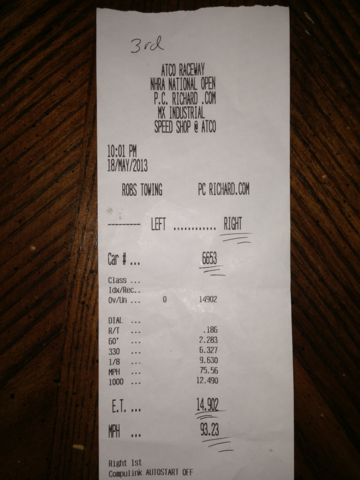 3rd
ATCO RACEWAY
NHRA NATIONAL OPEN
P.C. RICHARD .COM
MX INDUSTRIAL
SPEED SHOP @ ATCO
10:01 PM
18/MAY/2013
ROBS TOWING PC RICHARD.COM
--------- LEFT ............ RIGHT
Car # ... 6653
Class ...
Idx/Rec..
Ov/Un ... 0 14902
DIAL ...
R/T ... .186
60' ... 2.283
330 ... 6.327
1/8 ... 9.630
MPH ... 75.56
1000 ... 12.490
E.T. ... 14.902
MPH ... 93.23
Right 1st
Compulink AUTOSTART OFF